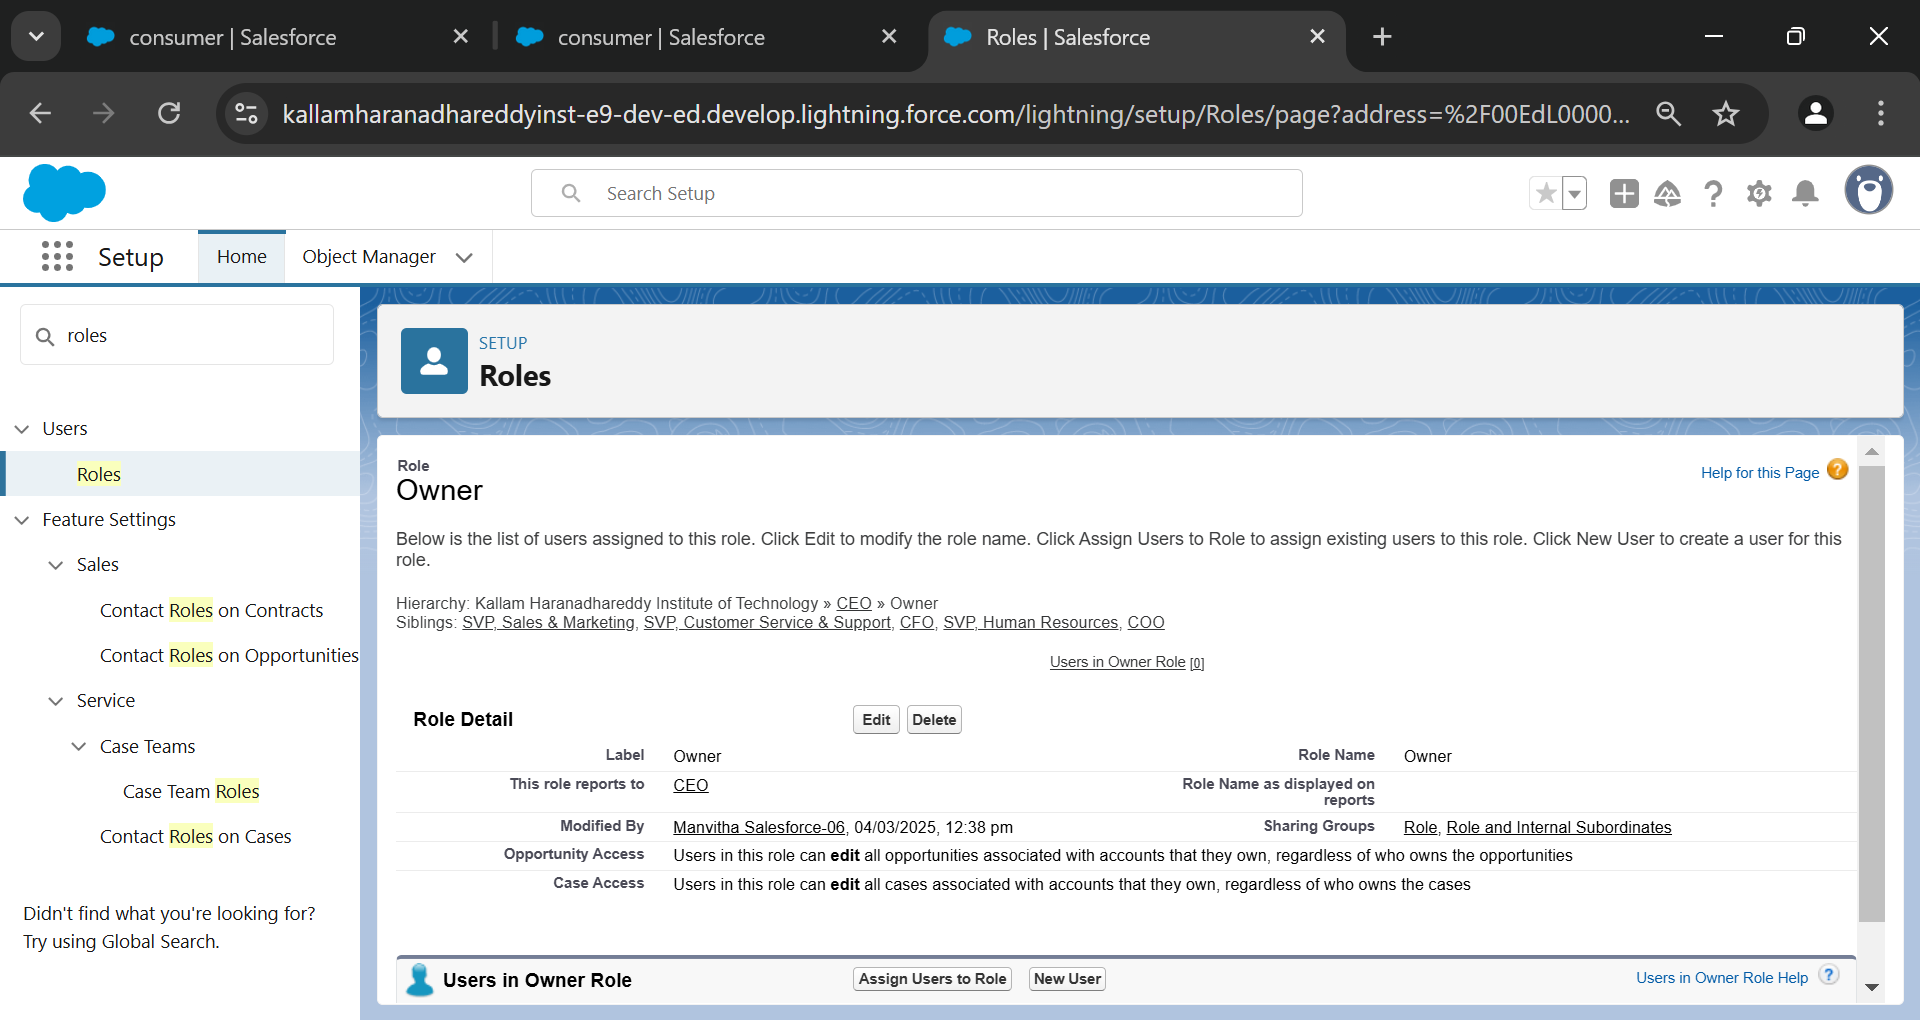 consumer | Salesforce
consumer | Salesforce
Roles | Salesforce
kallamharanadhareddyinst-e9-dev-ed.develop.lightning.force.com/lightning/setup/Roles/page?address=%2F00EdL0000...
Search Setup
Setup
Home
Object Manager
roles
Users
Roles
Feature Settings
Sales
Contact Roles on Contracts
Contact Roles on Opportunities
Service
Case Teams
Case Team Roles
Contact Roles on Cases
Didn't find what you're looking for?
Try using Global Search.
SETUP
Roles
Role
Owner
Help for this Page
Below is the list of users assigned to this role. Click Edit to modify the role name. Click Assign Users to Role to assign existing users to this role. Click New User to create a user for this
role.
Hierarchy: Kallam Haranadhareddy Institute of Technology » CEO » Owner
Siblings: SVP, Sales & Marketing, SVP, Customer Service & Support, CFO, SVP, Human Resources, COO
Users in Owner Role [0]
Role Detail
Edit
Delete
Label Owner
Role Name Owner
This role reports to CEO
Role Name as displayed on
reports
Modified By Manvitha Salesforce-06, 04/03/2025, 12:38 pm
Sharing Groups Role, Role and Internal Subordinates
Opportunity Access Users in this role can edit all opportunities associated with accounts that they own, regardless of who owns the opportunities
Case Access Users in this role can edit all cases associated with accounts that they own, regardless of who owns the cases
Users in Owner Role
Assign Users to Role
New User
Users in Owner Role Help